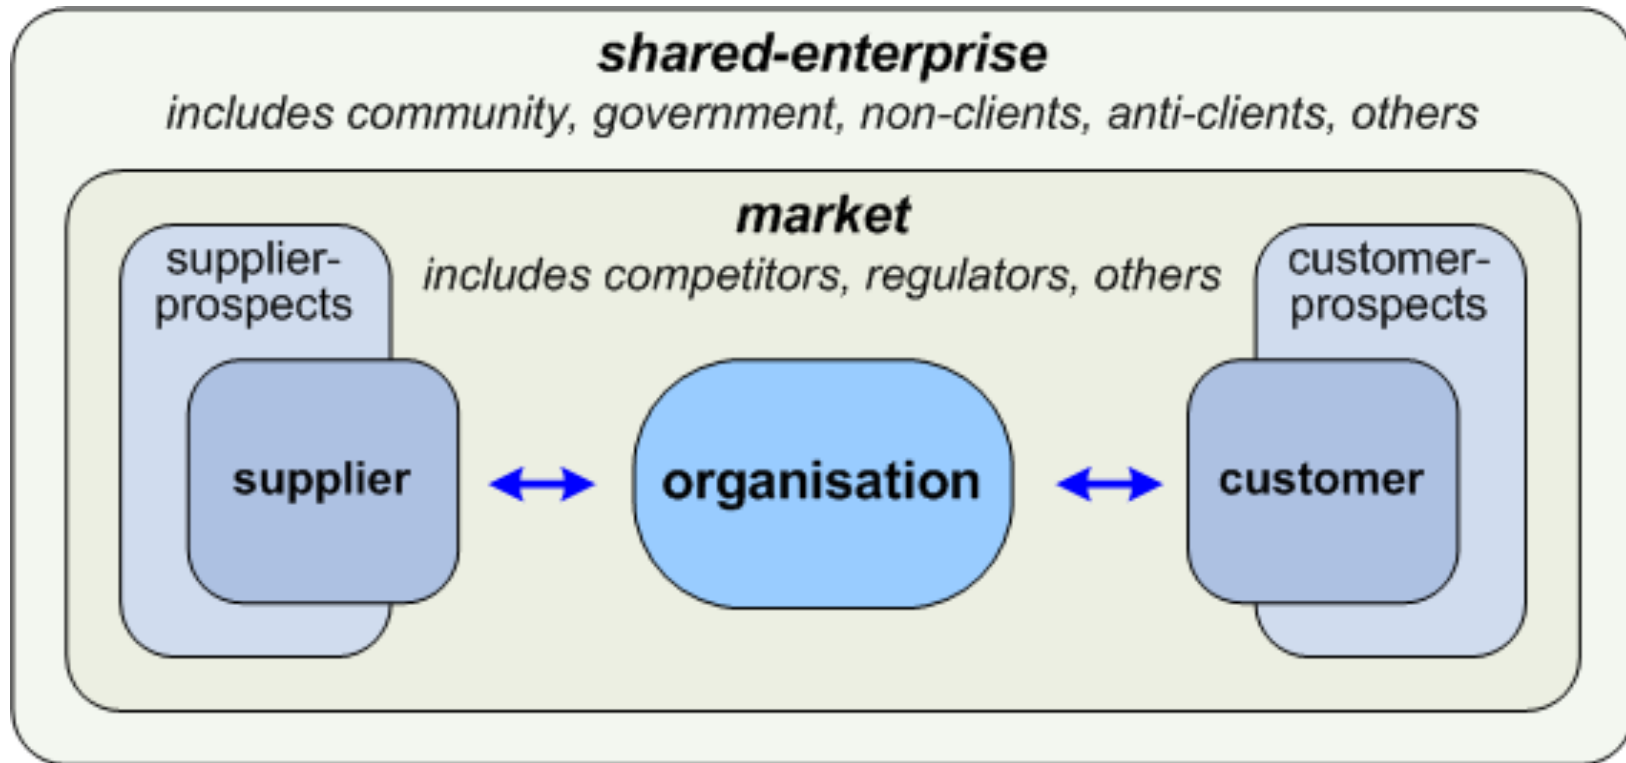 shared-enterprise
includes community, government, non-clients, anti-clients, others
market
includes competitors, regulators, others
supplier-
prospects
customer-
prospects
supplier
organisation
customer